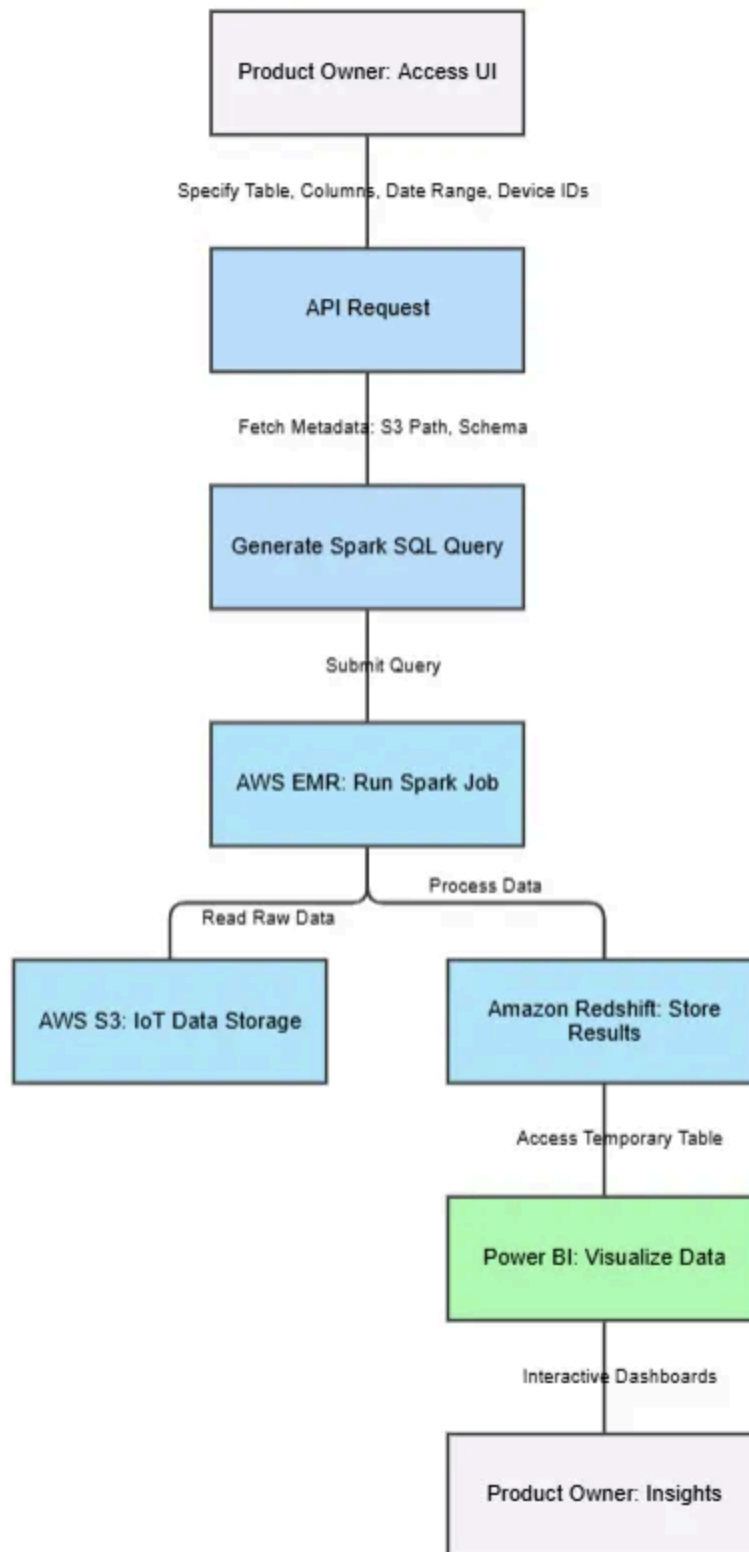 Product Owner: Access UI
Specify Table, Columns, Date Range, Device IDs
API Request
Fetch Metadata: S3 Path, Schema
Generate Spark SQL Query
Submit Query
AWS EMR: Run Spark Job
Process Data
Read Raw Data
AWS S3: IoT Data Storage
Amazon Redshift: Store
Results
Access Temporary Table
Power BI: Visualize Data
Interactive Dashboards
Product Owner: Insights